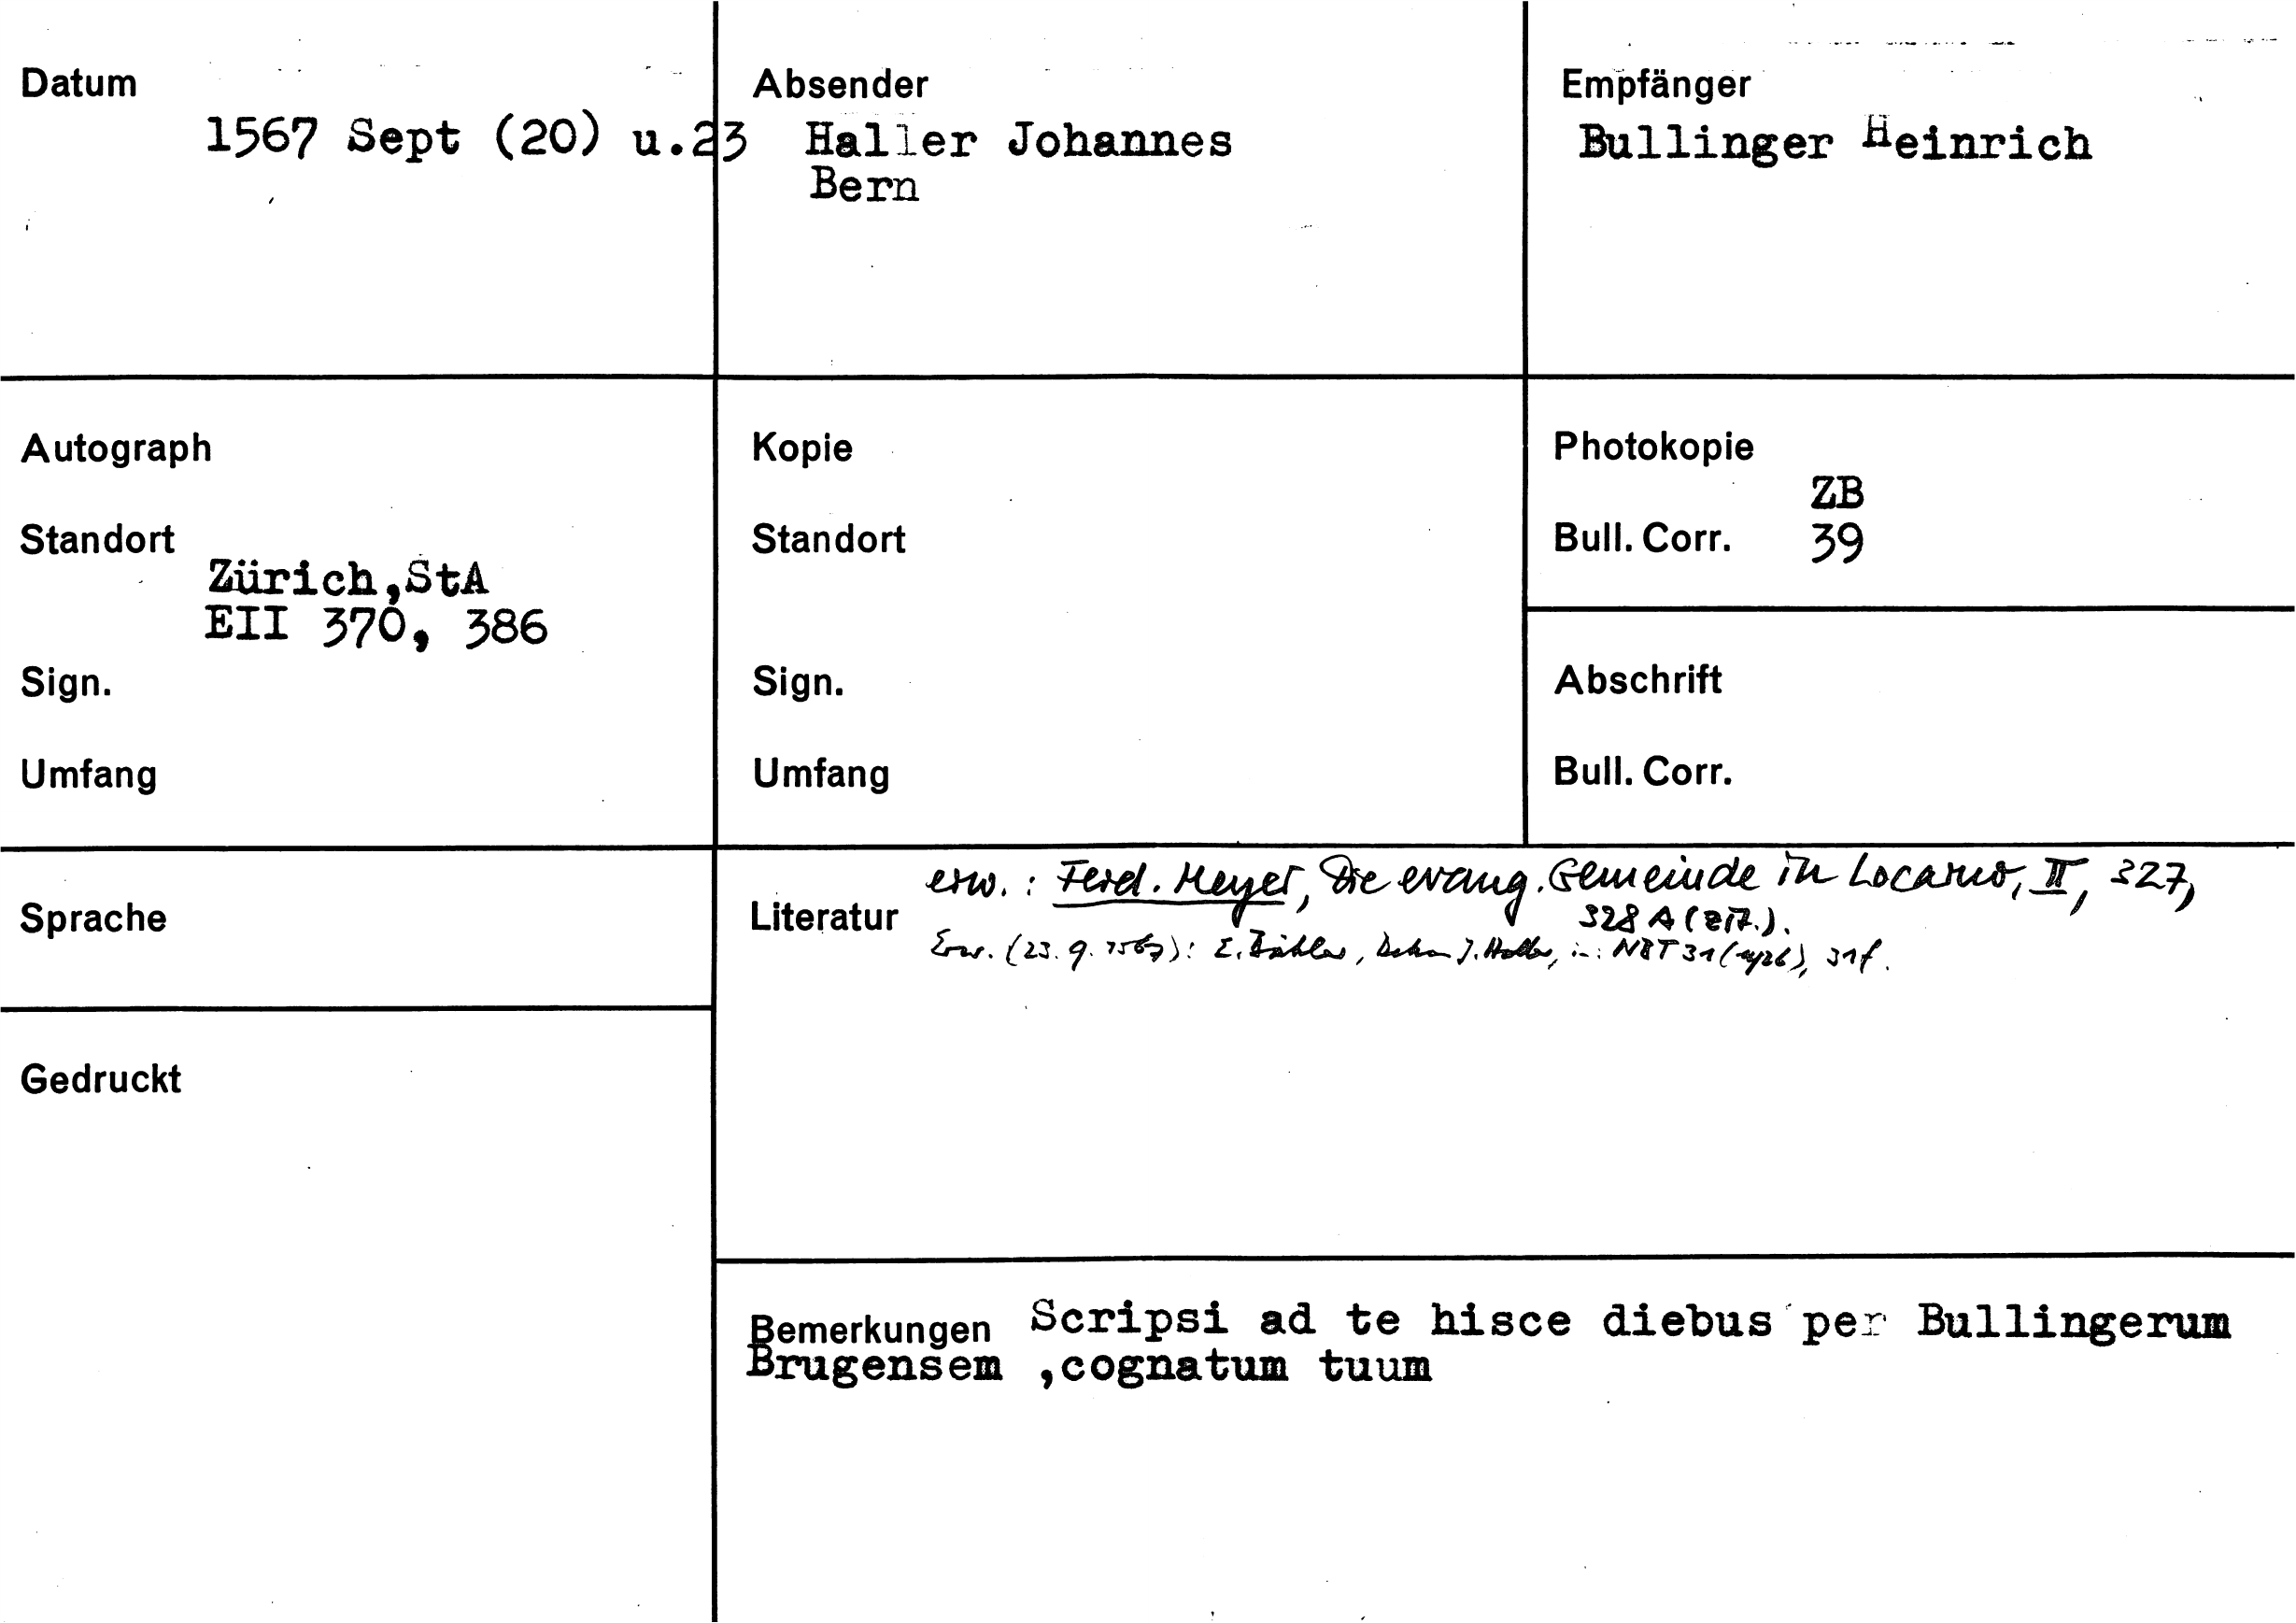 Datum
1567 Sept (20) u.23
Absender
Haller Johannes
Bern
Empfänger
Bullinger Heinrich
Autograph
Standort
Zürich,StA
EII 370, 386
Sign.
Umfang
Kopie
Standort
Sign.
Umfang
Photokopie
ZB
Bull. Corr. 39
Abschrift
Bull. Corr.
Sprache
Gedruckt
Literatur
erw.: Ferd. Meyer, Die evang. Gemeinde in Locarno, II, 327,
328 A (zit.).
Erw. (23. 9. 1567): E. Bähler, Dekan J. Haller, in: NBT 31 (1926), 31f.
Bemerkungen Scripsi ad te hisce diebus per Bullingerum
Brugensem ,cognatum tuum